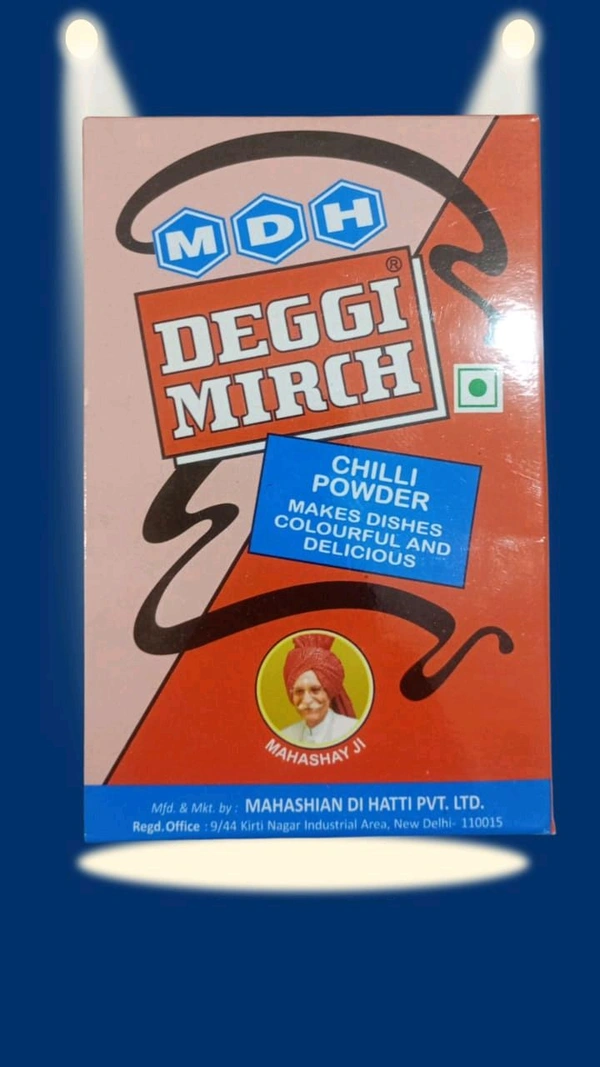 MDH
®
DEGGI
MIRCH
CHILLI
POWDER
MAKES DISHES
COLOURFUL AND
DELICIOUS
MAHASHAY JI
Mfd. & Mkt. by : MAHASHIAN DI HATTI PVT. LTD.
Regd. Office : 9/44 Kirti Nagar Industrial Area, New Delhi- 110015